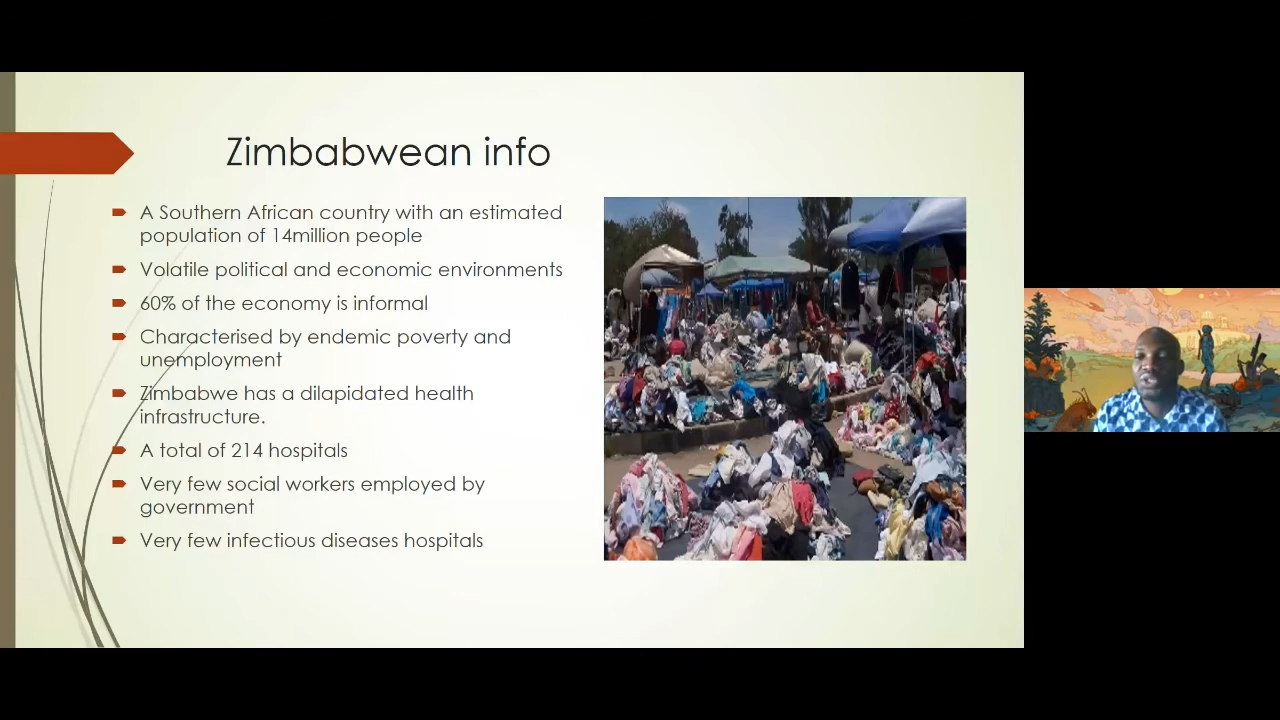 Zimbabwean info
A Southern African country with an estimated
population of 14million people
Volatile political and economic environments
60% of the economy is informal
Characterised by endemic poverty and
unemployment
Zimbabwe has a dilapidated health
infrastructure.
A total of 214 hospitals
Very few social workers employed by
government
Very few infectious diseases hospitals